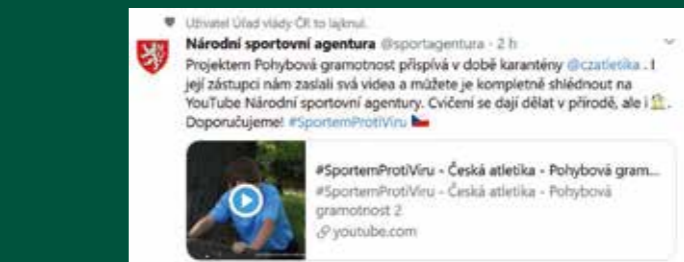 Uživatel Úřad vlády ČR to lajknul.
Národní sportovní agentura @sportagentura · 2 h
Projektem Pohybová gramotnost přispívá v době karantény @czatletika . I
její zástupci nám zaslali svá videa a můžete je kompletně shlédnout na
YouTube Národní sportovní agentury. Cvičení se dají dělat v přírodě, ale i 🏠.
Doporučujeme! #SportemProtiViru 🇨🇿
#SportemProtiViru - Česká atletika - Pohybová gram...
#SportemProtiViru - Česká atletika - Pohybová
gramotnost 2
youtube.com